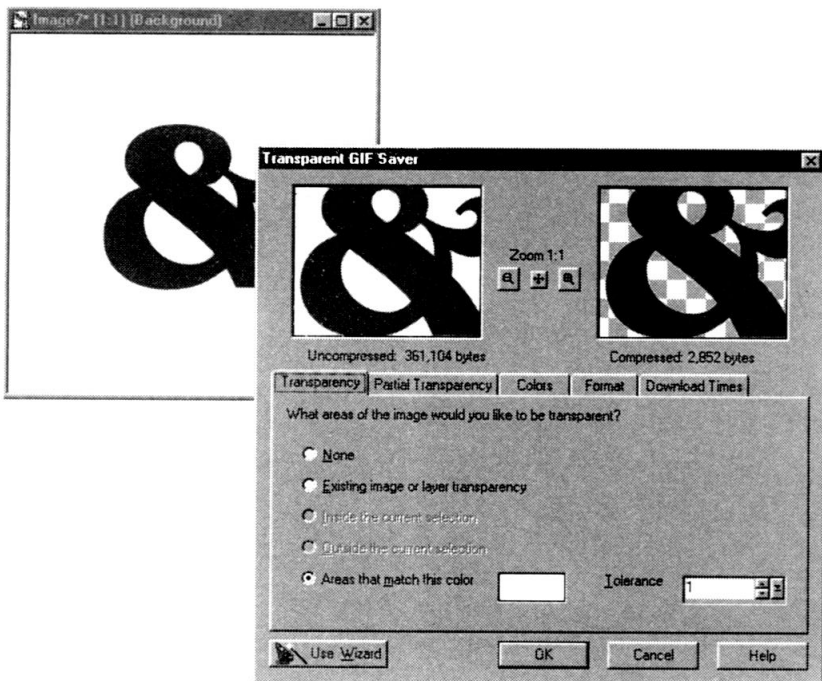 Image7* [1:1] (Background)
&
Transparent GIF Saver
Zoom 1:1
Uncompressed: 361,104 bytes
Compressed: 2,852 bytes
Transparency Partial Transparency Colors Format Download Times
What areas of the image would you like to be transparent?
None
Existing image or layer transparency
Inside the current selection
Outside the current selection
Areas that match this color Tolerance 1
Use Wizard OK Cancel Help